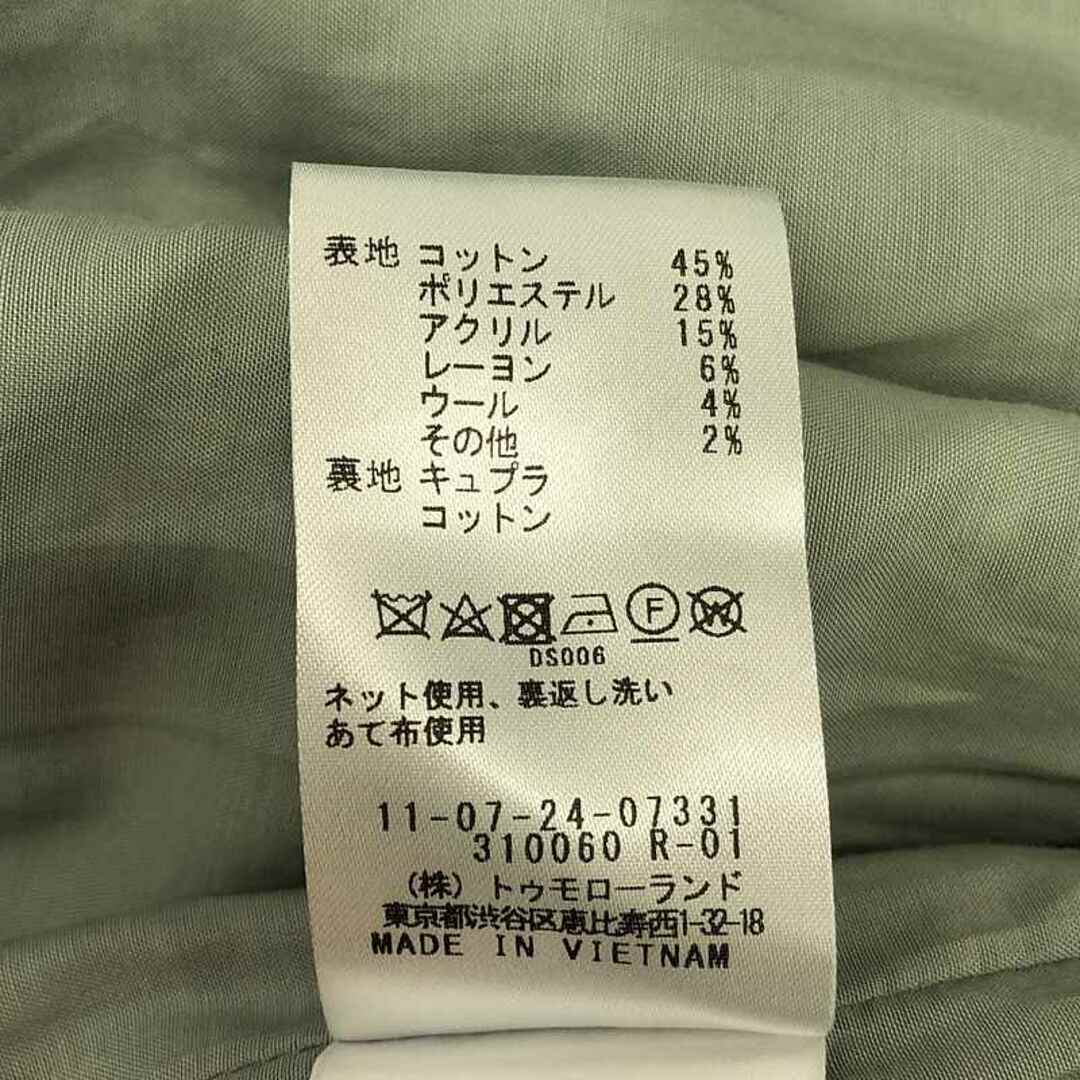 表地 コットン 45%
ポリエステル 28%
アクリル 15%
レーヨン 6%
ウール 4%
その他 2%
裏地 キュプラ
コットン
F W
DS006
ネット使用、裏返し洗い
あて布使用
11-07-24-07331
310060 R-01
(株) トゥモローランド
東京都渋谷区恵比寿西1-32-18
MADE IN VIETNAM